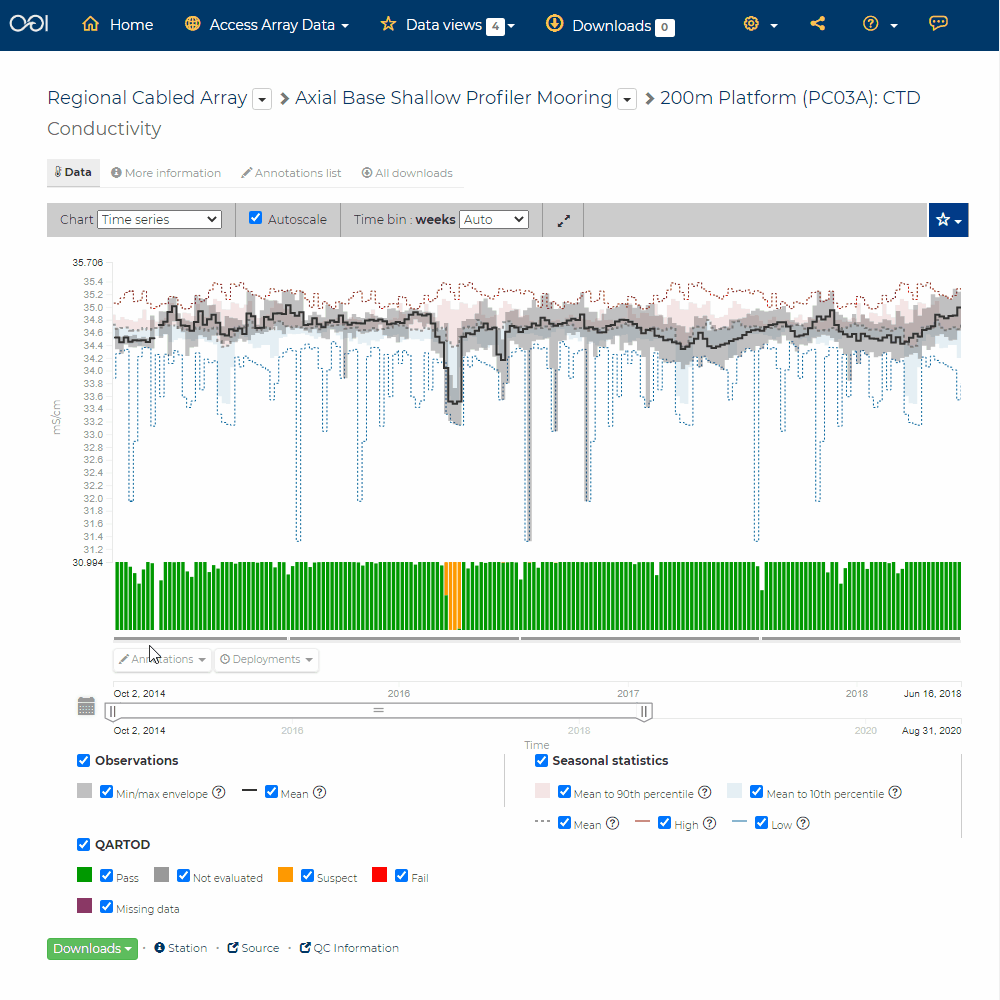 OOI Home Access Array Data Data views 4 Downloads 0
Regional Cabled Array Axial Base Shallow Profiler Mooring 200m Platform (PC03A): CTD
Conductivity
Data More information Annotations list All downloads
Chart Time series Autoscale Time bin : weeks Auto
35.706
35.4
35.2
35.0
34.8
34.6
34.4
34.2
34.0
33.8
33.6
33.4
33.2
33.0
32.8
32.6
32.4
32.2
32.0
31.8
31.6
31.4
31.2
30.994
mS/cm
Annotations Deployments
Oct 2, 2014 2016 2017 2018 Jun 16, 2018
Oct 2, 2014 2018 2020 Aug 31, 2020
Time
Observations Seasonal statistics
Min/max envelope Mean Mean to 90th percentile Mean to 10th percentile
Mean High Low
QARTOD
Pass Not evaluated Suspect Fail
Missing data
Downloads · Station · Source · QC Information